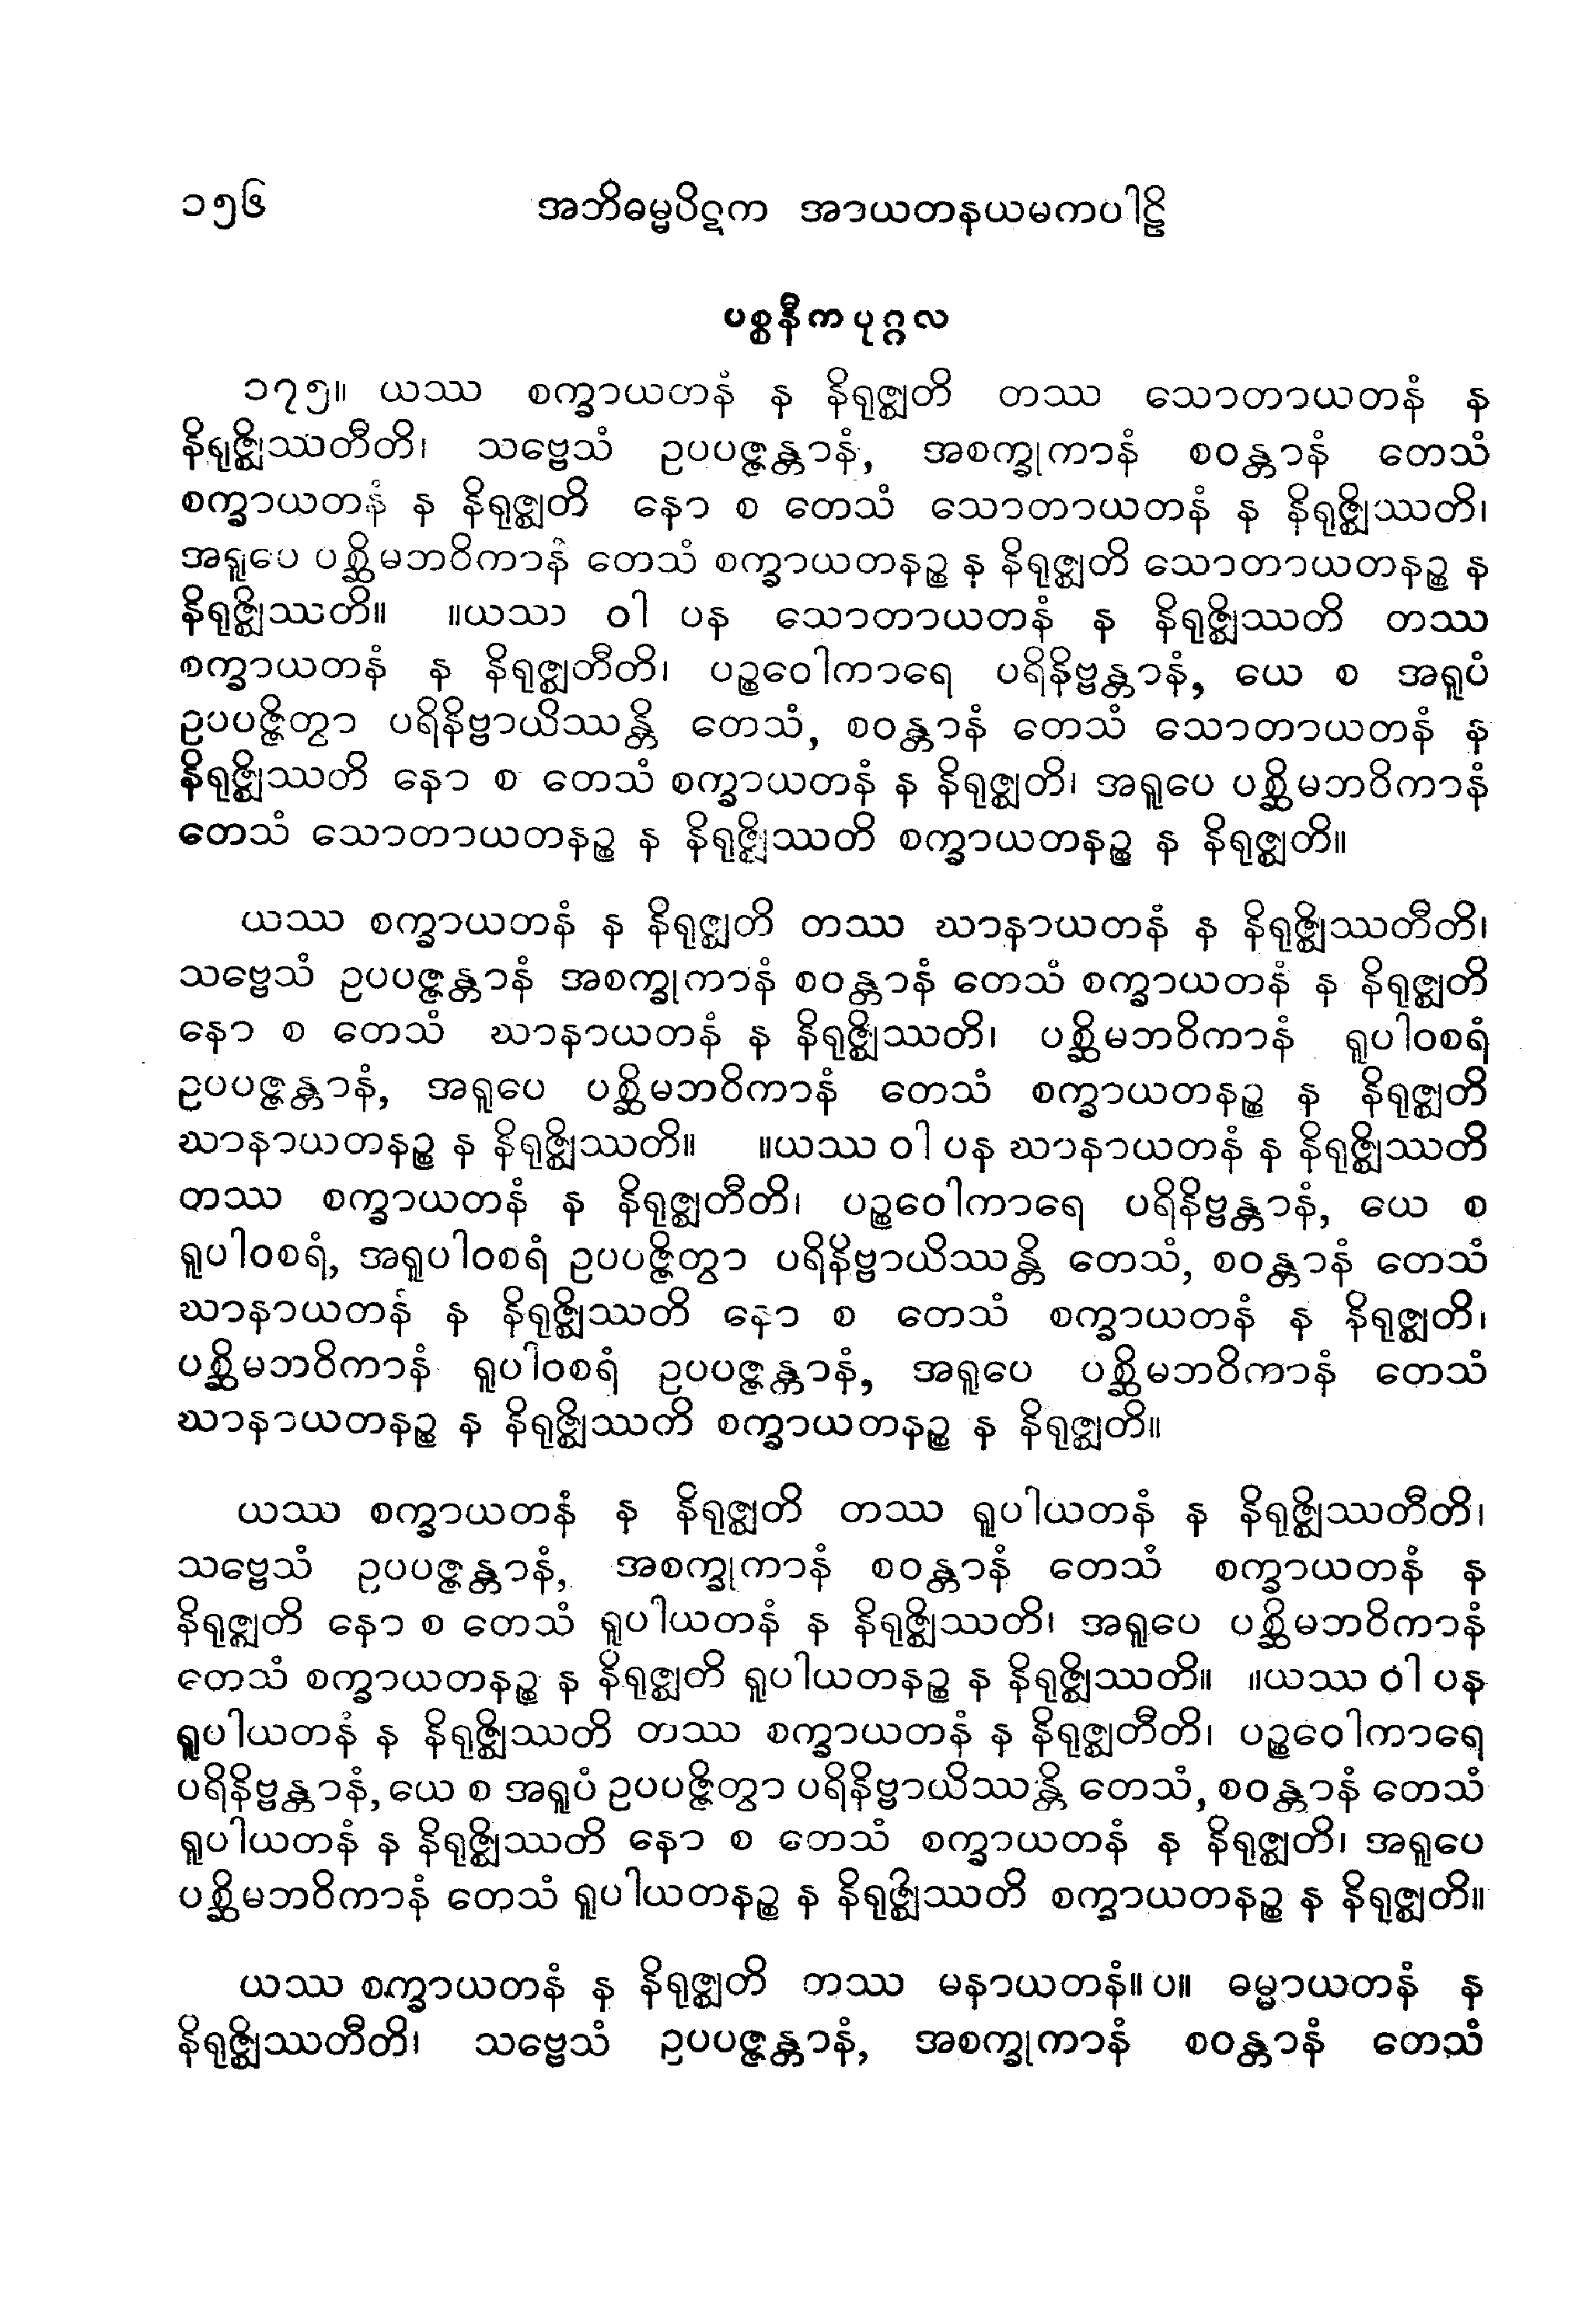 ၁၅၆ အဘိဓမ္မပိဋက အာယတနယမကပါဠိ
ပစ္စနီကပုဂ္ဂလ
၁၇၅။ ယဿ စက္ခာယတနံ န နိရုဇ္ဈတိ တဿ သောတာယတနံ န
နိရုဇ္ဈိဿတီတိ၊ သဗ္ဗေသံ ဥပပဇ္ဇန္တာနံ, အစက္ခုကာနံ စဝန္တာနံ တေသံ
စက္ခာယတနံ န နိရုဇ္ဈတိ နော စ တေသံ သောတာယတနံ န နိရုဇ္ဈိဿတိ၊
အရူပေ ပစ္ဆိမဘဝိကာနံ တေသံ စက္ခာယတနဉ္စ န နိရုဇ္ဈတိ သောတာယတနဉ္စ န
နိရုဇ္ဈိဿတိ။ ။ယဿ ဝါ ပန သောတာယတနံ န နိရုဇ္ဈိဿတိ တဿ
စက္ခာယတနံ န နိရုဇ္ဈတီတိ၊ ပဉ္စဝေါကာရေ ပရိနိဗ္ဗန္တာနံ, ယေ စ အရူပံ
ဥပပဇ္ဇိတွာ ပရိနိဗ္ဗာယိဿန္တိ တေသံ, စဝန္တာနံ တေသံ သောတာယတနံ န
နိရုဇ္ဈိဿတိ နော စ တေသံ စက္ခာယတနံ န နိရုဇ္ဈတိ၊ အရူပေ ပစ္ဆိမဘဝိကာနံ
တေသံ သောတာယတနဉ္စ န နိရုဇ္ဈိဿတိ စက္ခာယတနဉ္စ န နိရုဇ္ဈတိ။
ယဿ စက္ခာယတနံ န နိရုဇ္ဈတိ တဿ ဃာနာယတနံ န နိရုဇ္ဈိဿတီတိ၊
သဗ္ဗေသံ ဥပပဇ္ဇန္တာနံ အစက္ခုကာနံ စဝန္တာနံ တေသံ စက္ခာယတနံ န နိရုဇ္ဈတိ
နော စ တေသံ ဃာနာယတနံ န နိရုဇ္ဈိဿတိ၊ ပစ္ဆိမဘဝိကာနံ ရူပါဝစရံ
ဥပပဇ္ဇန္တာနံ, အရူပေ ပစ္ဆိမဘဝိကာနံ တေသံ စက္ခာယတနဉ္စ န နိရုဇ္ဈတိ
ဃာနာယတနဉ္စ န နိရုဇ္ဈိဿတိ။ ။ယဿ ဝါ ပန ဃာနာယတနံ န နိရုဇ္ဈိဿတိ
တဿ စက္ခာယတနံ န နိရုဇ္ဈတီတိ၊ ပဉ္စဝေါကာရေ ပရိနိဗ္ဗန္တာနံ, ယေ စ
ရူပါဝစရံ, အရူပါဝစရံ ဥပပဇ္ဇိတွာ ပရိနိဗ္ဗာယိဿန္တိ တေသံ, စဝန္တာနံ တေသံ
ဃာနာယတနံ န နိရုဇ္ဈိဿတိ နော စ တေသံ စက္ခာယတနံ န နိရုဇ္ဈတိ၊
ပစ္ဆိမဘဝိကာနံ ရူပါဝစရံ ဥပပဇ္ဇန္တာနံ, အရူပေ ပစ္ဆိမဘဝိကာနံ တေသံ
ဃာနာယတနဉ္စ န နိရုဇ္ဈိဿတိ စက္ခာယတနဉ္စ န နိရုဇ္ဈတိ။
ယဿ စက္ခာယတနံ န နိရုဇ္ဈတိ တဿ ရူပါယတနံ န နိရုဇ္ဈိဿတီတိ၊
သဗ္ဗေသံ ဥပပဇ္ဇန္တာနံ, အစက္ခုကာနံ စဝန္တာနံ တေသံ စက္ခာယတနံ န
နိရုဇ္ဈတိ နော စ တေသံ ရူပါယတနံ န နိရုဇ္ဈိဿတိ၊ အရူပေ ပစ္ဆိမဘဝိကာနံ
တေသံ စက္ခာယတနဉ္စ န နိရုဇ္ဈတိ ရူပါယတနဉ္စ န နိရုဇ္ဈိဿတိ။ ။ယဿ ဝါ ပန
ရူပါယတနံ န နိရုဇ္ဈိဿတိ တဿ စက္ခာယတနံ န နိရုဇ္ဈတီတိ၊ ပဉ္စဝေါကာရေ
ပရိနိဗ္ဗန္တာနံ, ယေ စ အရူပံ ဥပပဇ္ဇိတွာ ပရိနိဗ္ဗာယိဿန္တိ တေသံ, စဝန္တာနံ တေသံ
ရူပါယတနံ န နိရုဇ္ဈိဿတိ နော စ တေသံ စက္ခာယတနံ န နိရုဇ္ဈတိ၊ အရူပေ
ပစ္ဆိမဘဝိကာနံ တေသံ ရူပါယတနဉ္စ န နိရုဇ္ဈိဿတိ စက္ခာယတနဉ္စ န နိရုဇ္ဈတိ။
ယဿ စက္ခာယတနံ န နိရုဇ္ဈတိ တဿ မနာယတနံ။ ပ။ ဓမ္မာယတနံ န
နိရုဇ္ဈိဿတီတိ၊ သဗ္ဗေသံ ဥပပဇ္ဇန္တာနံ, အစက္ခုကာနံ စဝန္တာနံ တေသံ